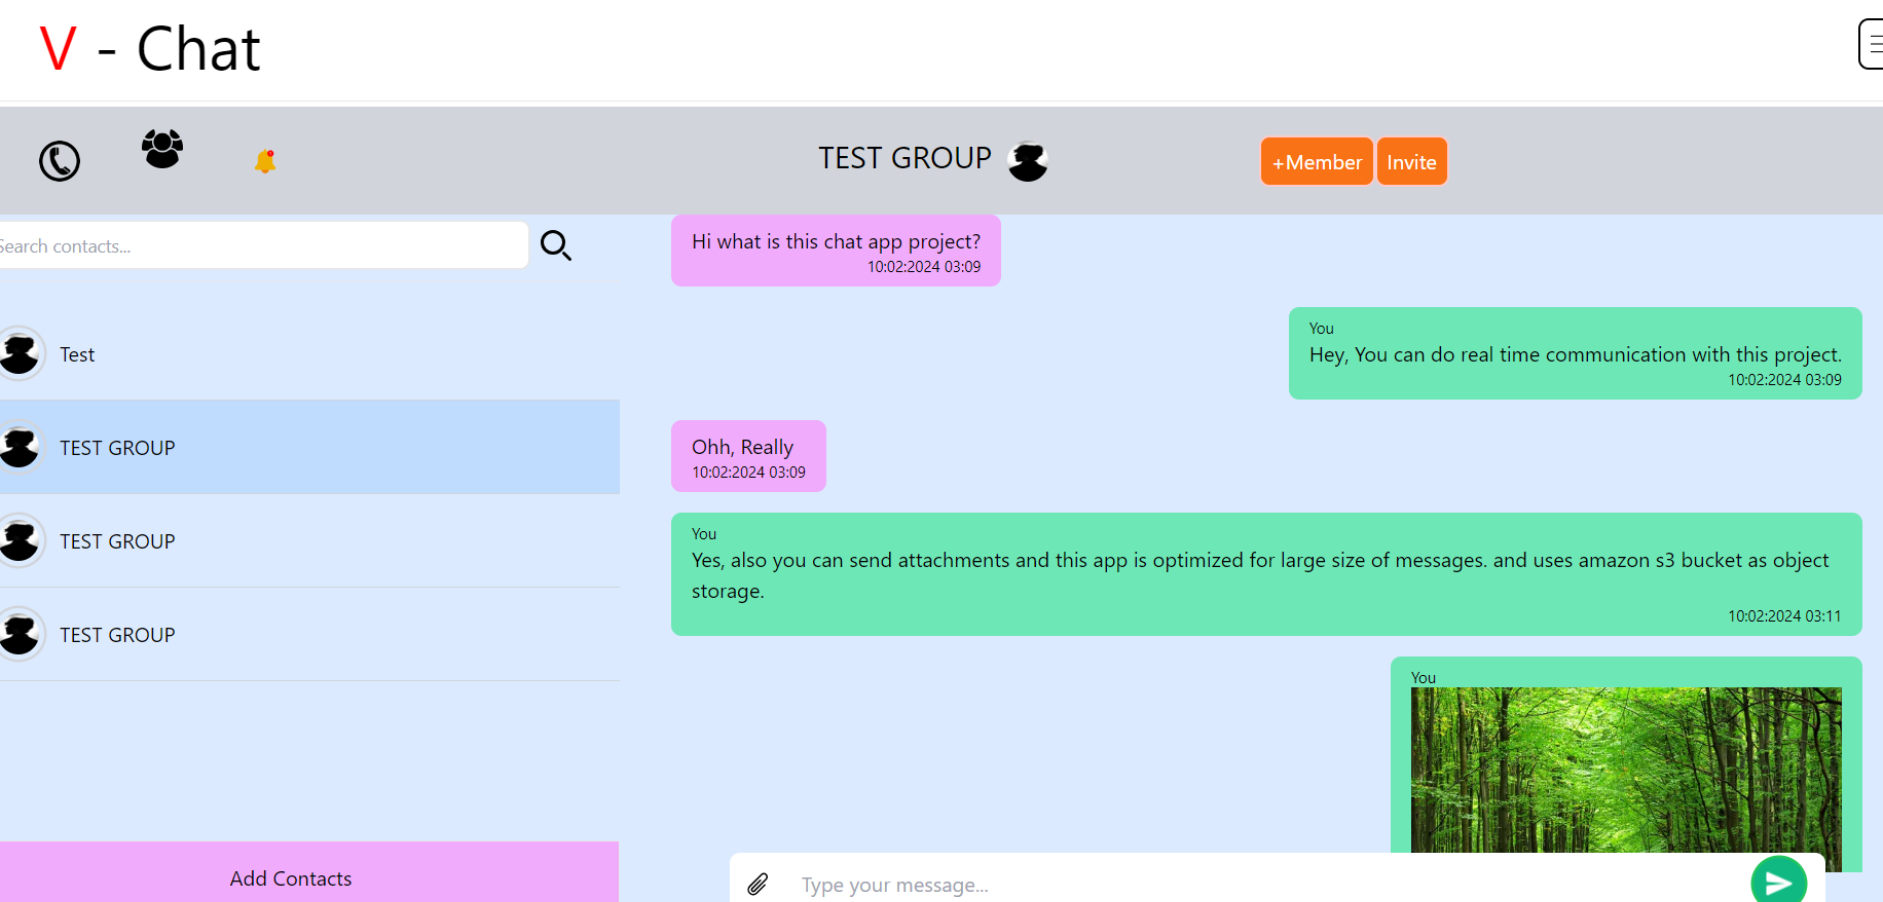 V - Chat
TEST GROUP
+Member
Invite
Search contacts...
Test
TEST GROUP
TEST GROUP
TEST GROUP
Add Contacts
Hi what is this chat app project?
10:02:2024 03:09
You
Hey, You can do real time communication with this project.
10:02:2024 03:09
Ohh, Really
10:02:2024 03:09
You
Yes, also you can send attachments and this app is optimized for large size of messages. and uses amazon s3 bucket as object
storage.
10:02:2024 03:11
You
Type your message...